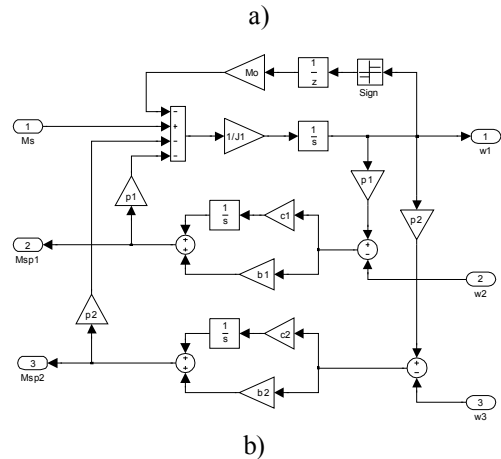 a)
Mo
1
z
Sign
1
Ms
−
+
−
−
1/J1
1
s
1
w1
p1
p1
p2
1
s
c1
2
Msp1
+
+
b1
+
−
2
w2
p2
1
s
c2
3
Msp2
+
+
b2
+
−
3
w3
b)